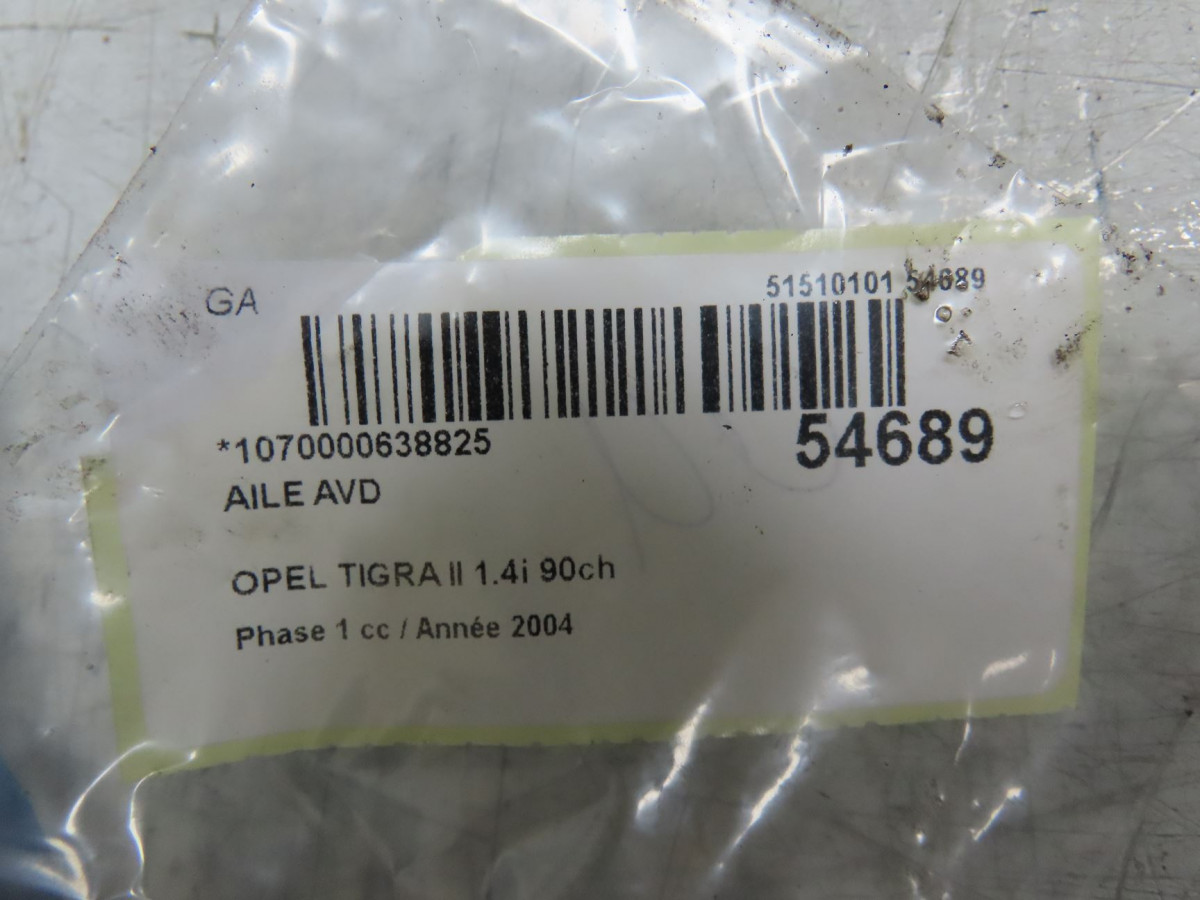 GA
51510101 54689
*1070000638825
54689
AILE AVD
OPEL TIGRA II 1.4i 90ch
Phase 1 cc / Année 2004